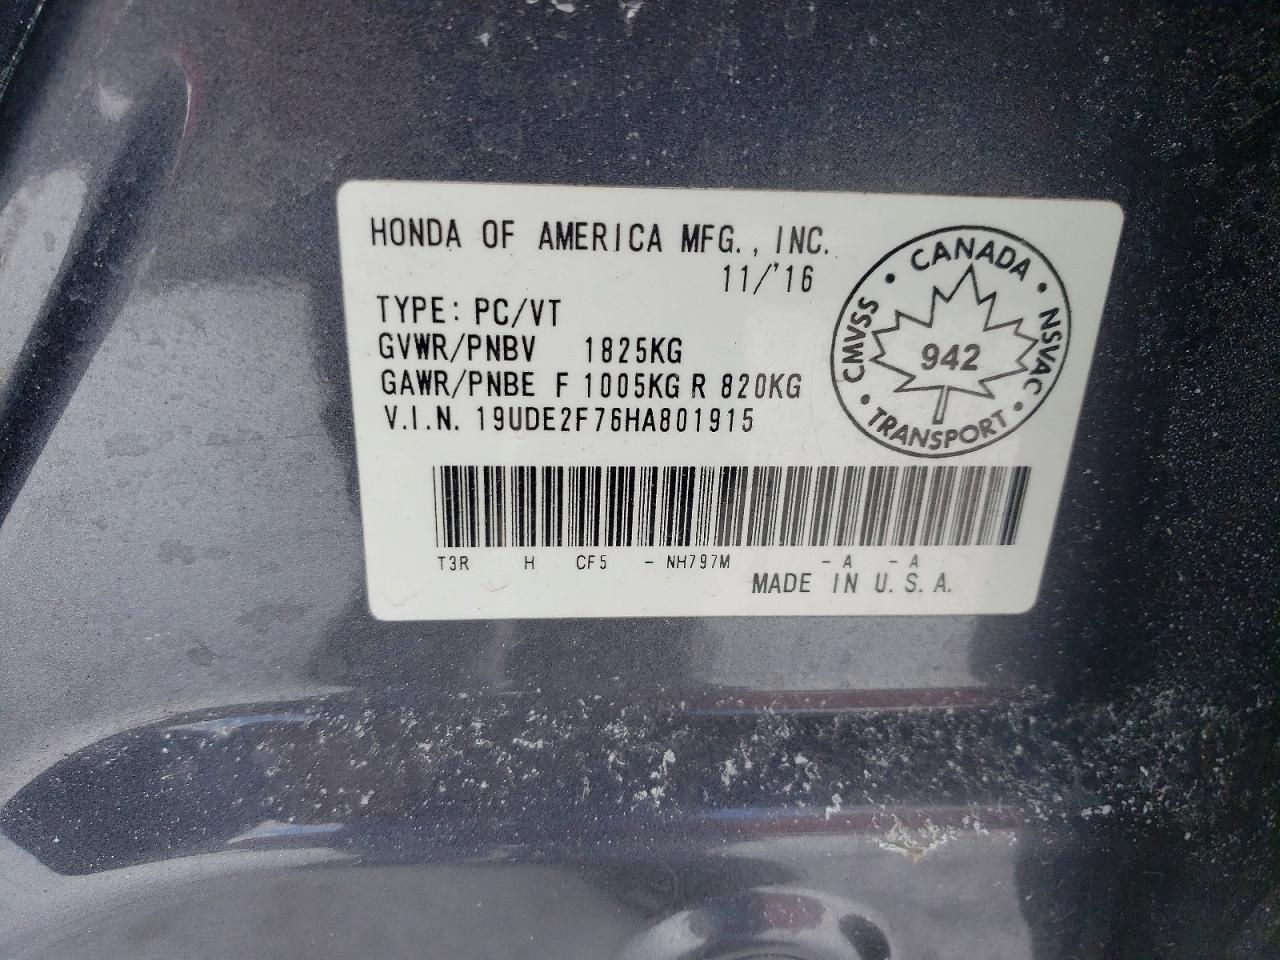 HONDA OF AMERICA MFG., INC.
11/'16
TYPE: PC/VT
GVWR/PNBV 1825KG
GAWR/PNBE F 1005KG R 820KG
V.I.N. 19UDE2F76HA801915
CANADA
CMVSS
NSVAC
942
TRANSPORT
T3R H CF5 - NH797M - A - A
MADE IN U.S.A.